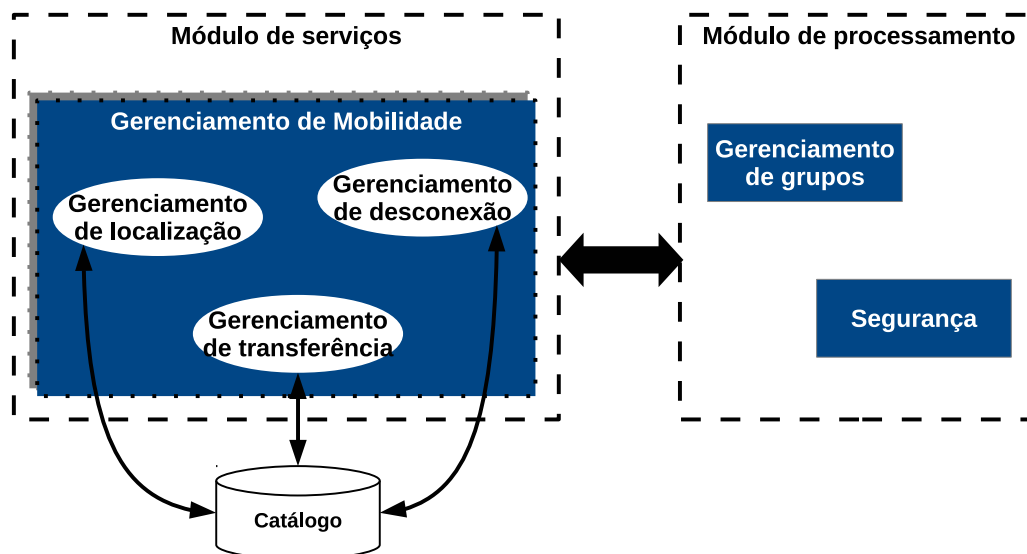 Módulo de serviços
Módulo de processamento
Gerenciamento de Mobilidade
Gerenciamento
de localização
Gerenciamento
de desconexão
Gerenciamento
de transferência
Gerenciamento
de grupos
Segurança
Catálogo